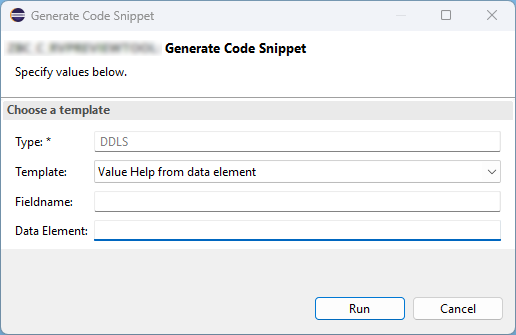 Generate Code Snippet
Generate Code Snippet
Specify values below.
Choose a template
Type: *
DDLS
Template:
Value Help from data element
Fieldname:
Data Element:
Run
Cancel